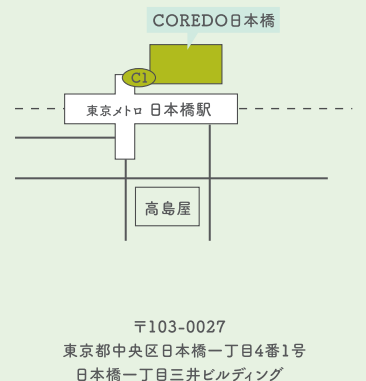 COREDO日本橋
C1
東京メトロ 日本橋駅
高島屋
〒103-0027
東京都中央区日本橋一丁目4番1号
日本橋一丁目三井ビルディング